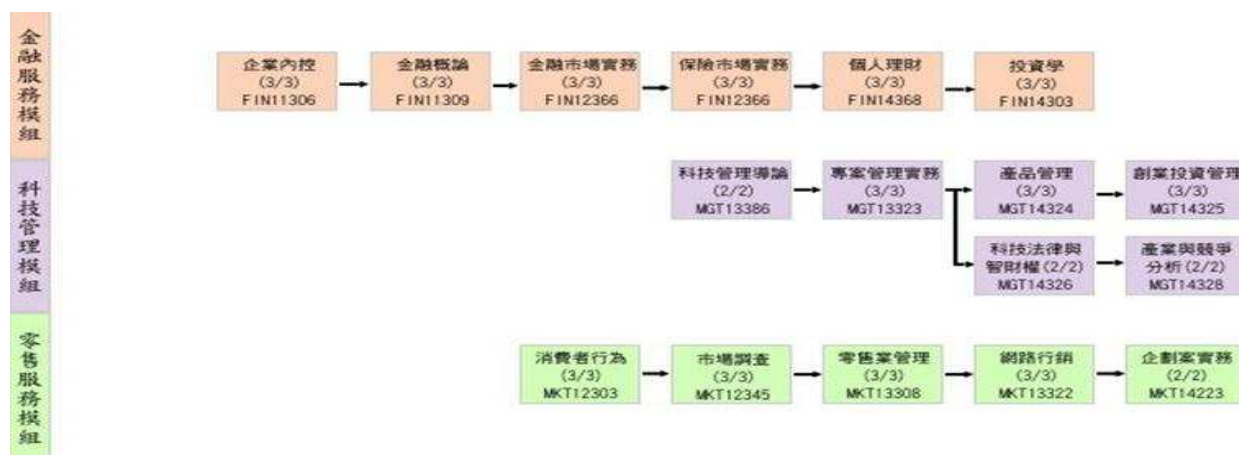 金融服務模組
企業內控
(3/3)
FIN11306
金融概論
(3/3)
FIN11309
金融市場實務
(3/3)
FIN12366
保險市場實務
(3/3)
FIN12366
個人理財
(3/3)
FIN14368
投資學
(3/3)
FIN14303
科技管理模組
科技管理導論
(2/2)
MGT13386
專案管理實務
(3/3)
MGT13323
產品管理
(3/3)
MGT14324
創業投資管理
(3/3)
MGT14325
科技法律與
智財權(2/2)
MGT14326
產業與競爭
分析(2/2)
MGT14328
零售服務模組
消費者行為
(3/3)
MKT12303
市場調查
(3/3)
MKT12345
零售業管理
(3/3)
MKT13308
網路行銷
(3/3)
MKT13322
企劃案實務
(2/2)
MKT14223